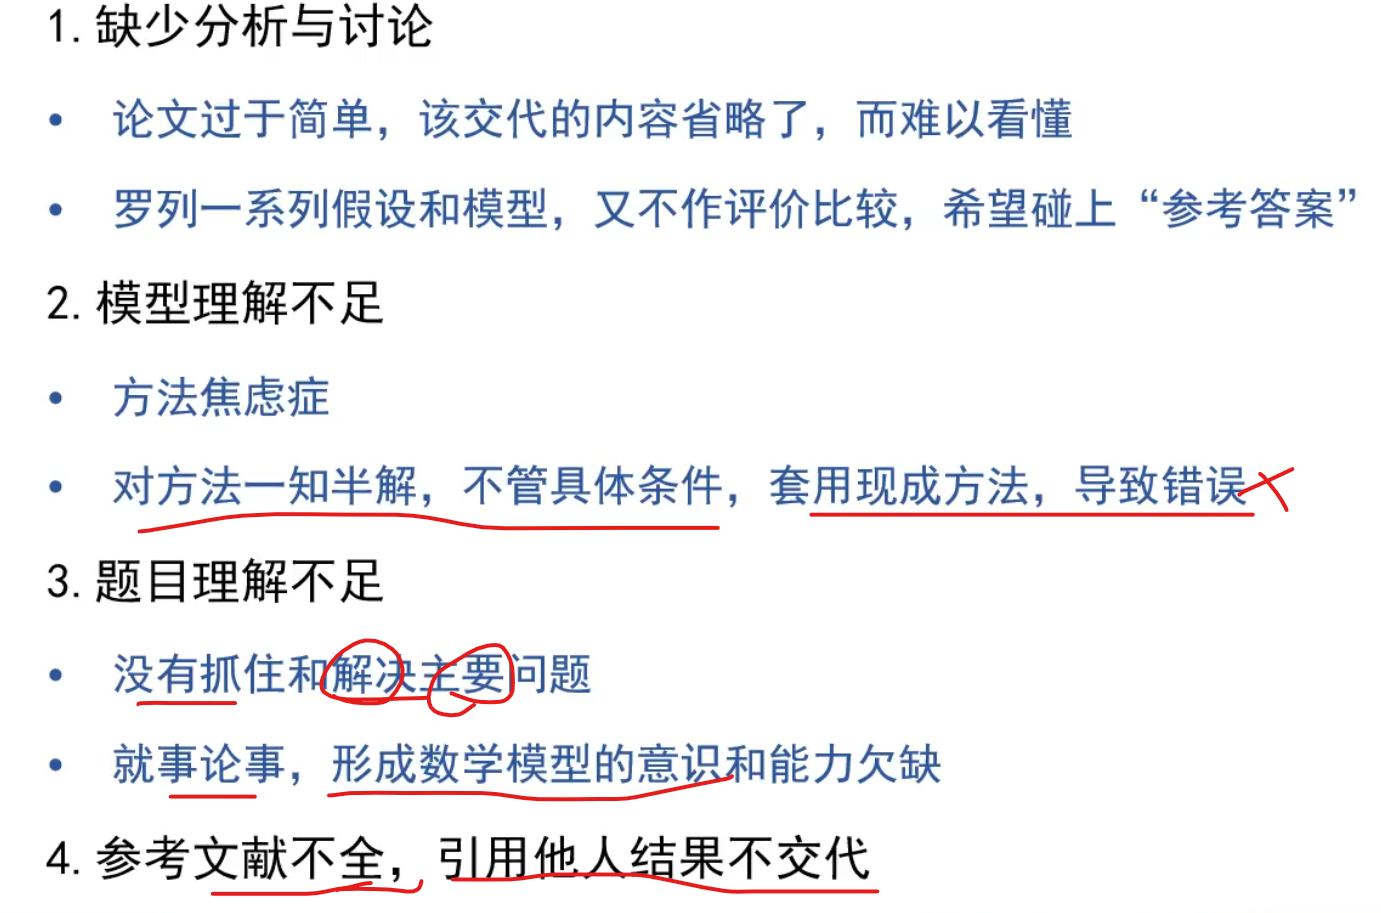 1. 缺少分析与讨论
• 论文过于简单，该交代的内容省略了，而难以看懂
• 罗列一系列假设和模型，又不作评价比较，希望碰上“参考答案”
2. 模型理解不足
• 方法焦虑症
• 对方法一知半解，不管具体条件，套用现成方法，导致错误
3. 题目理解不足
• 没有抓住和解决主要问题
• 就事论事，形成数学模型的意识和能力欠缺
4. 参考文献不全，引用他人结果不交代